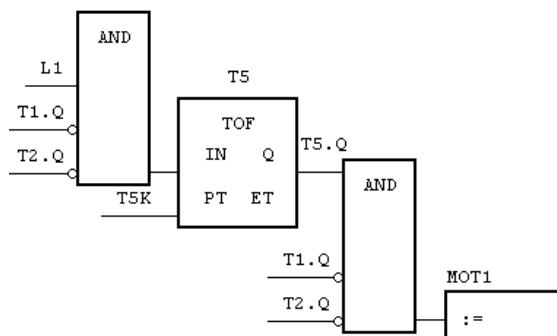 AND
L1
T5
T1.Q
TOF
T2.Q
IN Q
T5.Q
T5K
PT ET
AND
T1.Q
MOT1
T2.Q
:=